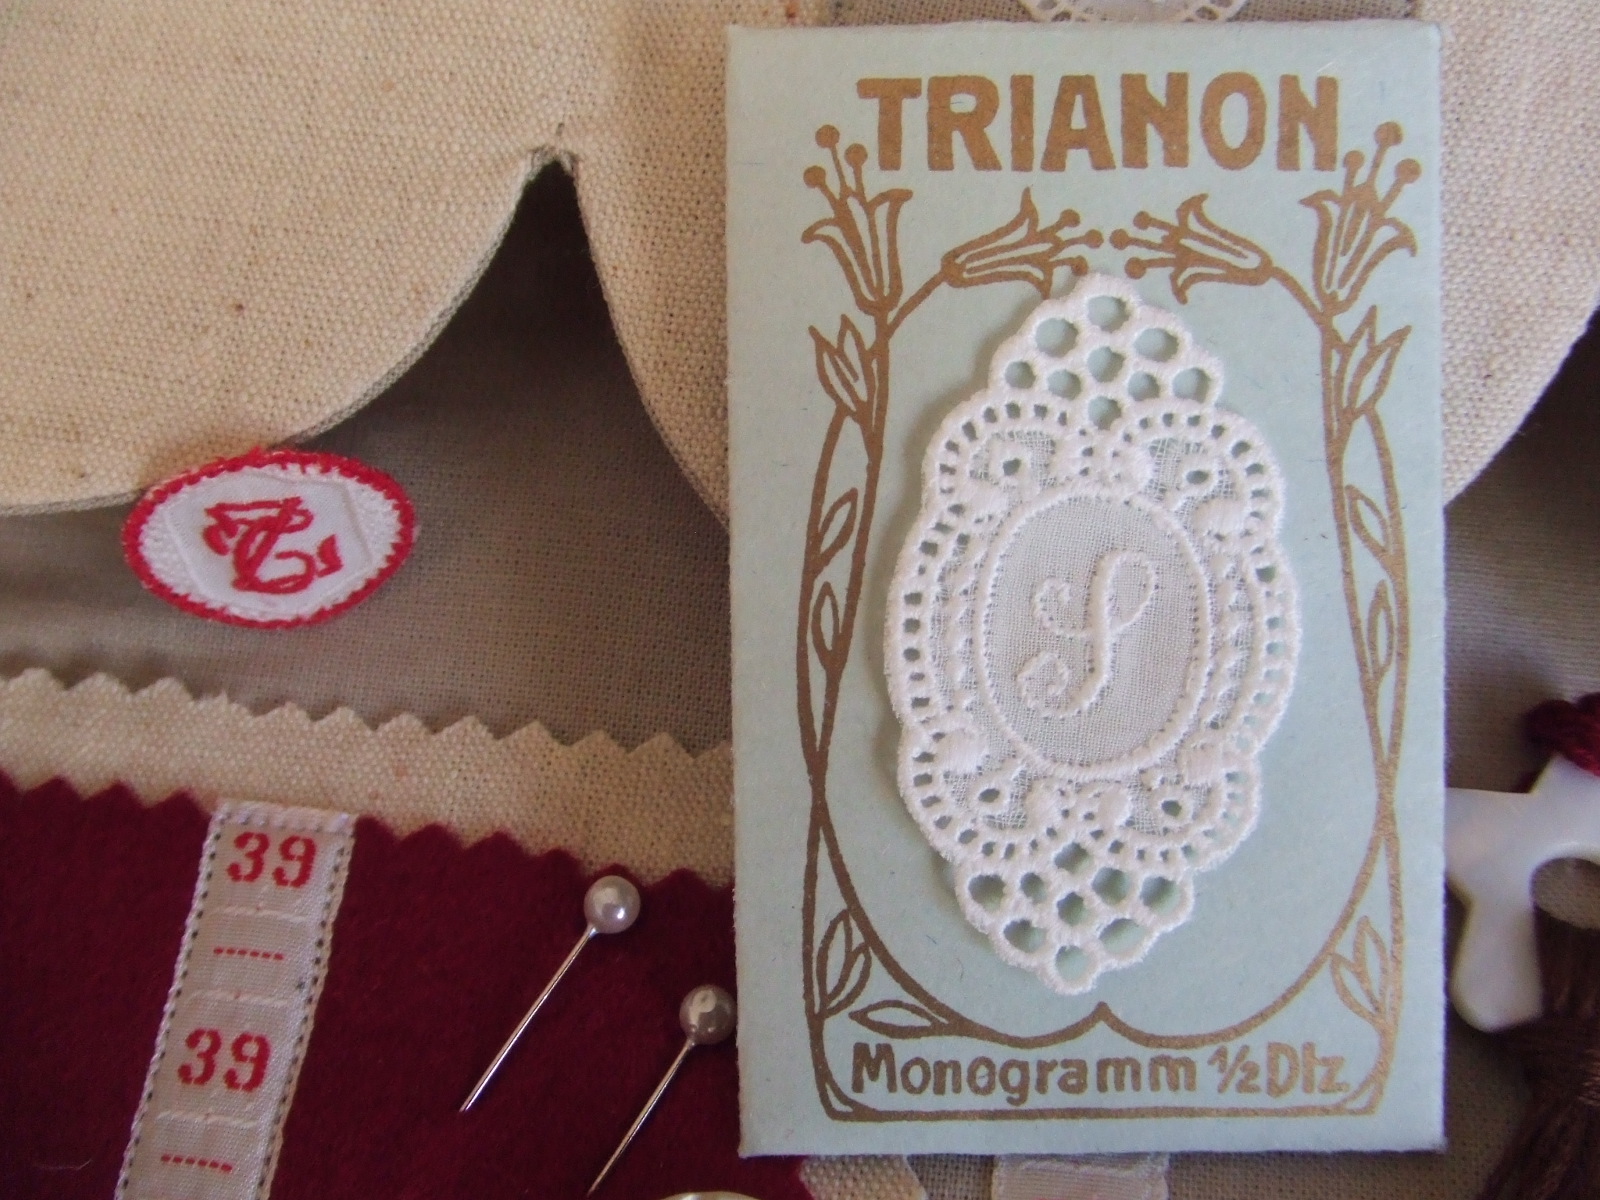 TRIANON
S
Monogramm 1/2 Dtz.
39
39